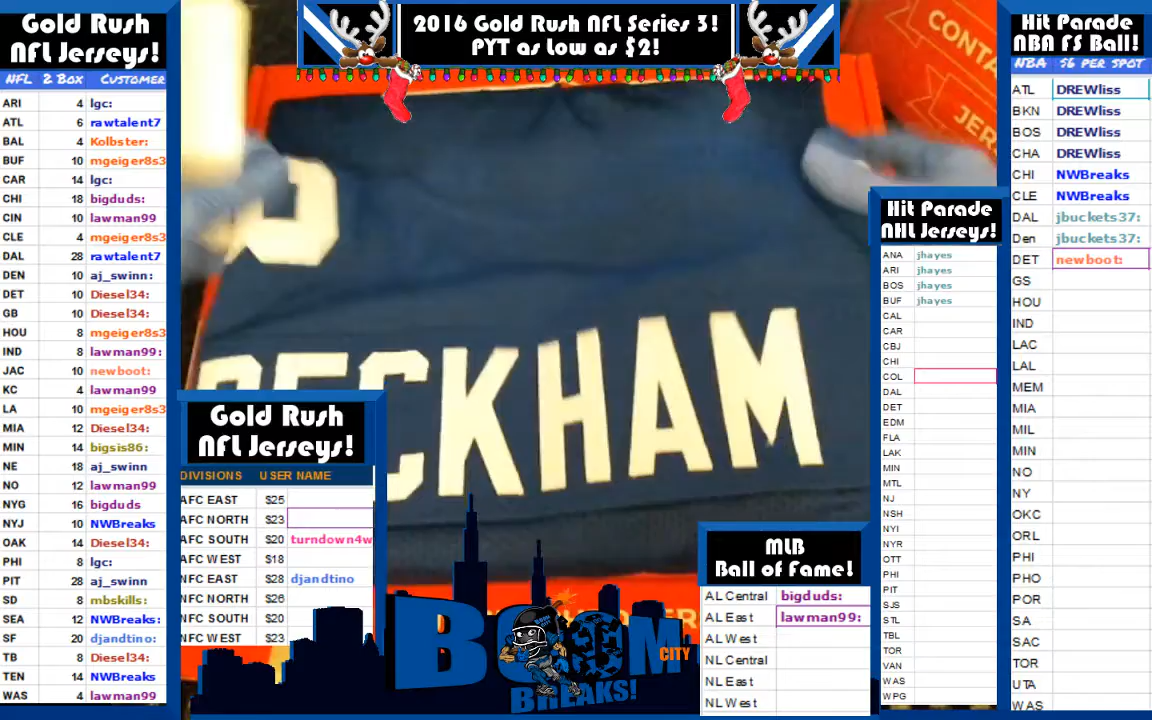 Gold Rush
NFL Jerseys!
NFL 2 Box Customer
ARI 4 lgc:
ATL 6 rawtalent7
BAL 4 Kolbster:
BUF 10 mgeiger8s3
CAR 14 lgc:
CHI 18 bigduds:
CIN 10 lawman99
CLE 4 mgeiger8s3
DAL 28 rawtalent7
DEN 10 aj_swinn:
DET 10 Diesel34:
GB 10 Diesel34:
HOU 8 mgeiger8s3
IND 8 lawman99:
JAC 10 newboot:
KC 4 lawman99
LA 10 mgeiger8s3
MIA 12 Diesel34:
MIN 14 bigsis86:
NE 18 aj_swinn
NO 12 lawman99
NYG 16 bigduds
NYJ 10 NWBreaks
OAK 14 Diesel34:
PHI 8 lgc:
PIT 28 aj_swinn
SD 8 mbskills:
SEA 12 NWBreaks:
SF 20 djandtino:
TB 8 Diesel34:
TEN 14 NWBreaks
WAS 4 lawman99
2016 Gold Rush NFL Series 3!
PYT as Low as $2!
CONTA
JER
BECKHAM
Gold Rush
NFL Jerseys!
DIVISIONS USER NAME
AFC EAST $25
AFC NORTH $23
AFC SOUTH $20 turndown4w
AFC WEST $18
NFC EAST $28 djandtino
NFC NORTH $26
NFC SOUTH $20
NFC WEST $23
BOOM
CITY
BREAKS!
MLB
Ball of Fame!
AL Central bigduds:
AL East lawman99:
AL West
NL Central
NL East
NL West
Hit Parade
NHL Jerseys!
ANA jhayes
ARI jhayes
BOS jhayes
BUF jhayes
CAL
CAR
CBJ
CHI
COL
DAL
DET
EDM
FLA
LAK
MIN
MTL
NJ
NSH
NYI
NYR
OTT
PHI
PIT
SJS
STL
TBL
TOR
VAN
WAS
WPG
Hit Parade
NBA FS Ball!
NBA $6 PER SPOT
ATL DREWliss
BKN DREWliss
BOS DREWliss
CHA DREWliss
CHI NWBreaks
CLE NWBreaks
DAL jbuckets37:
Den jbuckets37:
DET newboot:
GS
HOU
IND
LAC
LAL
MEM
MIA
MIL
MIN
NO
NY
OKC
ORL
PHI
PHO
POR
SA
SAC
TOR
UTA
WAS